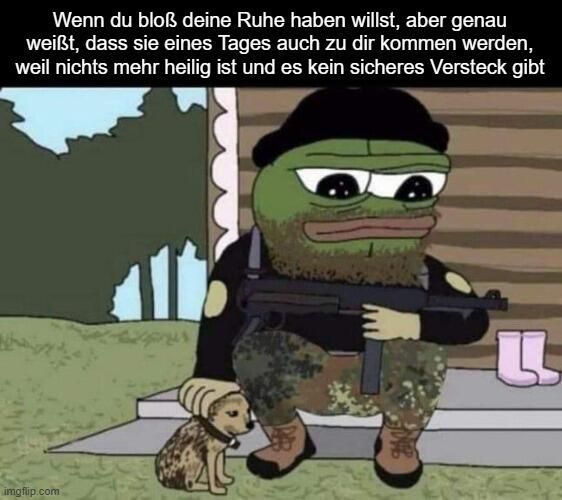 Wenn du bloß deine Ruhe haben willst, aber genau
weißt, dass sie eines Tages auch zu dir kommen werden,
weil nichts mehr heilig ist und es kein sicheres Versteck gibt
imgflip.com